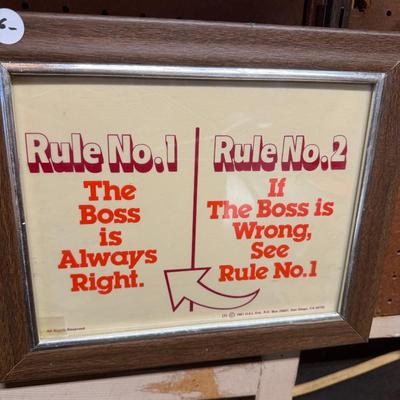 Rule No.1
The
Boss
is
Always
Right.
Rule No.2
If
The Boss is
Wrong,
See
Rule No.1
All Rights Reserved